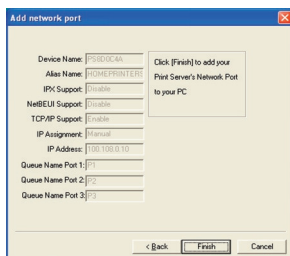 Add network port
Device Name: PS8D0C4A
Alias Name: HOMEPRINTERS
IPX Support: Disable
NetBEUI Support: Disable
TCP/IP Support: Enable
IP Assignment: Manual
IP Address: 100.108.0.10
Queue Name Port 1: P1
Queue Name Port 2: P2
Queue Name Port 3: P3
Click [Finish] to add your
Print Server's Network Port
to your PC
< Back
Finish
Cancel